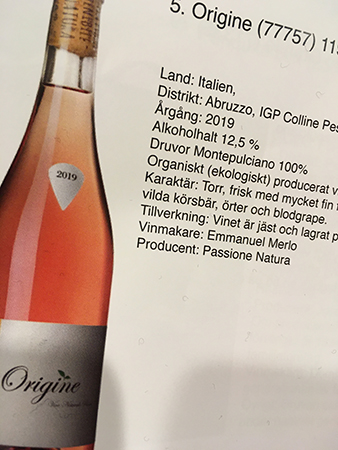 5. Origine (77757) 11
Land: Italien,
Distrikt: Abruzzo, IGP Colline Pes
Årgång: 2019
Alkoholhalt 12,5 %
Druvor Montepulciano 100%
Organiskt (ekologiskt) producerat v
Karaktär: Torr, frisk med mycket fin f
vilda körsbär, örter och blodgrape.
Tillverkning: Vinet är jäst och lagrat p
Vinmakare: Emmanuel Merlo
Producent: Passione Natura
2019
Origine